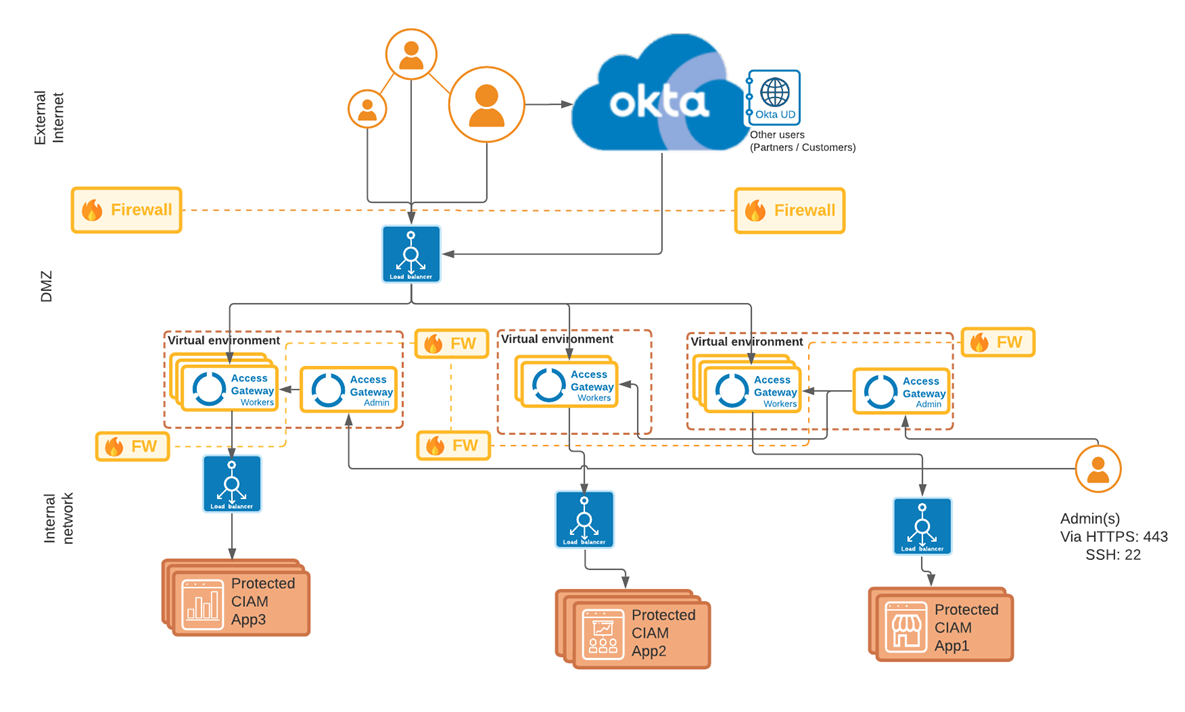 External
Internet
okta
Okta UD
Other users
(Partners / Customers)
Firewall
Firewall
DMZ
Load balancer
Virtual environment
Access
Gateway
Workers
Access
Gateway
Admin
FW
Virtual environment
Access
Gateway
Workers
Virtual environment
Access
Gateway
Workers
Access
Gateway
Admin
FW
FW
FW
Internal
network
Load balancer
Load balancer
Load balancer
Admin(s)
Via HTTPS: 443
SSH: 22
Protected
CIAM
App3
Protected
CIAM
App2
Protected
CIAM
App1